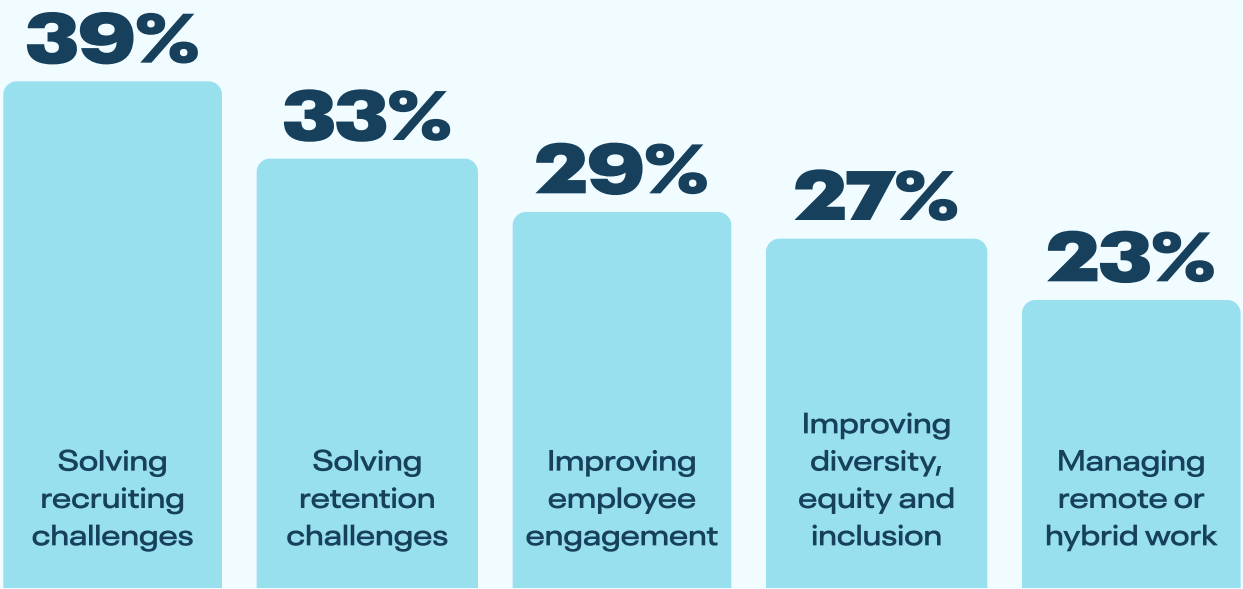 39%
Solving
recruiting
challenges
33%
Solving
retention
challenges
29%
Improving
employee
engagement
27%
Improving
diversity,
equity and
inclusion
23%
Managing
remote or
hybrid work